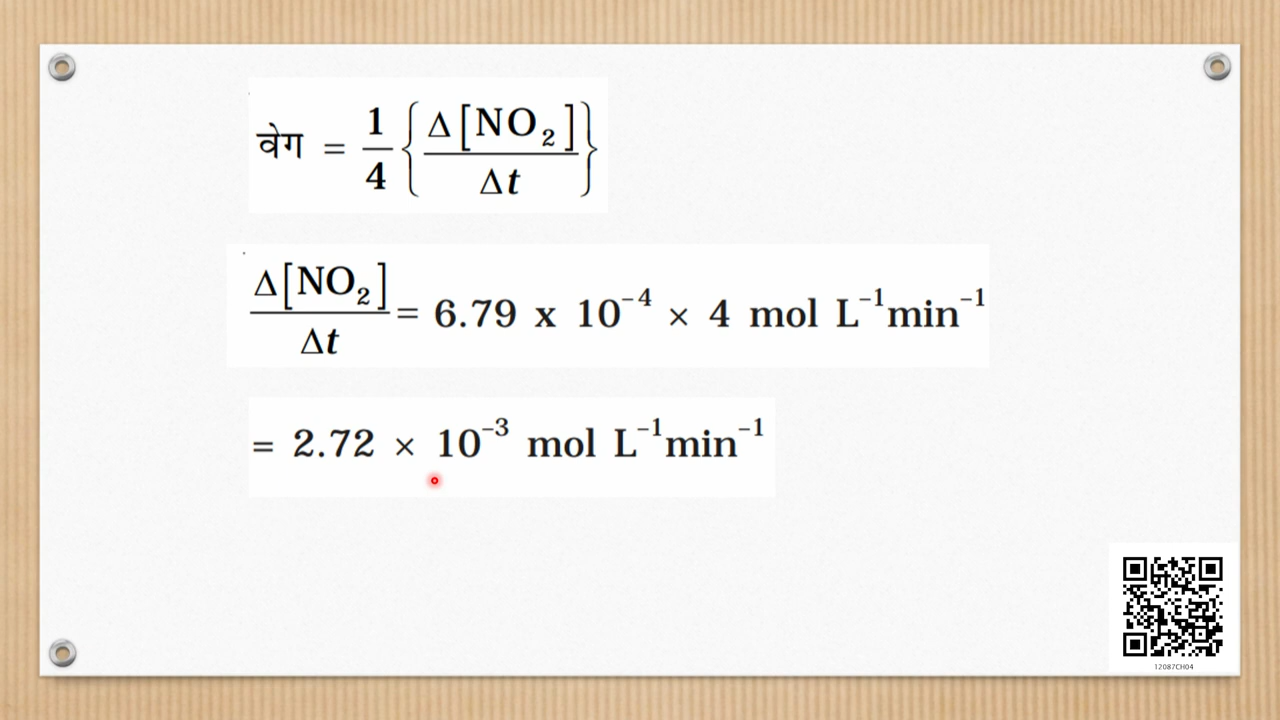 वेग = 1/4 {Δ[NO₂]/Δt}
Δ[NO₂]/Δt = 6.79 x 10⁻⁴ × 4 mol L⁻¹min⁻¹
= 2.72 × 10⁻³ mol L⁻¹min⁻¹
12087CH04